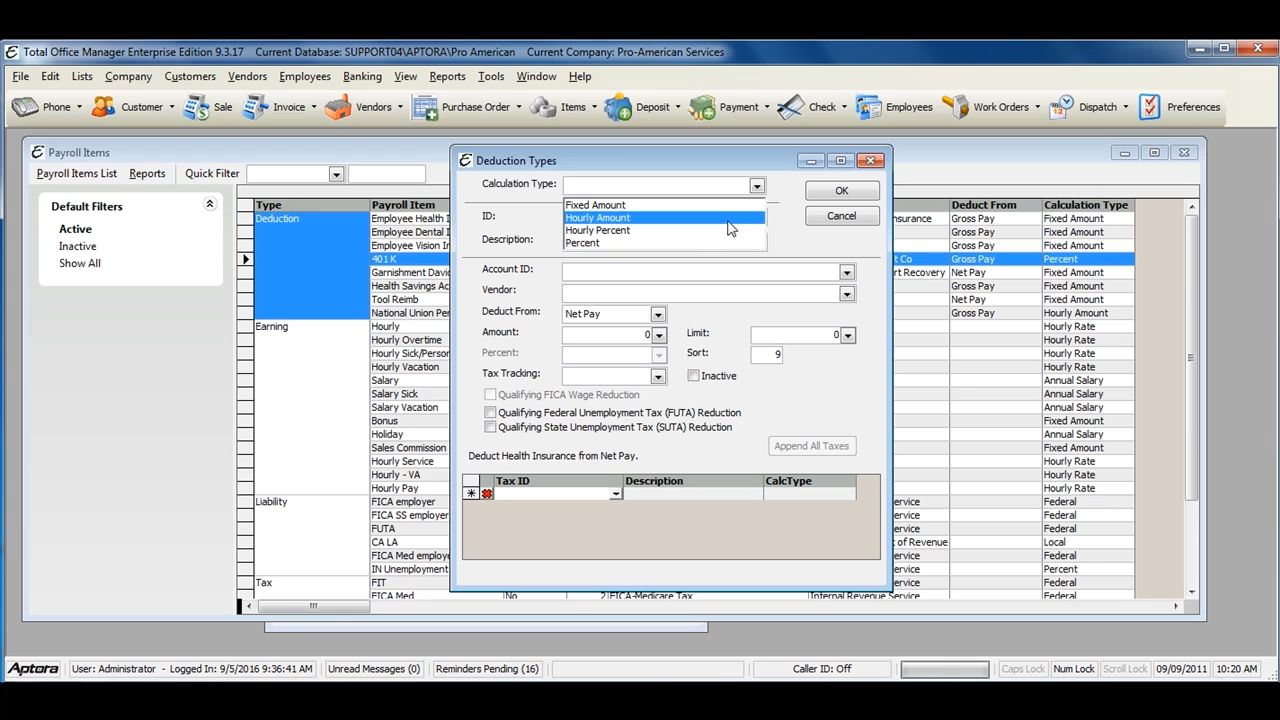 Total Office Manager Enterprise Edition 9.3.17 Current Database: SUPPORT04\APTORA\Pro American Current Company: Pro-American Services
File Edit Lists Company Customers Vendors Employees Banking View Reports Tools Window Help
Phone Customer Sale Invoice Vendors Purchase Order Items Deposit Payment Check Employees Work Orders Dispatch Preferences
Payroll Items
Payroll Items List Reports Quick Filter
Default Filters
Active
Inactive
Show All
Type Payroll Item
Deduction Employee Health I
Employee Dental I
Employee Vision I
401 K
Garnishment Davi
Health Savings Ac
Tool Reimb
National Union Per
Earning Hourly
Hourly Overtime
Hourly Sick/Person
Hourly Vacation
Salary
Salary Sick
Salary Vacation
Bonus
Holiday
Sales Commission
Hourly Service
Hourly - VA
Hourly Pay
Liability FICA employer
FICA SS employer
FUTA
CA LA
FICA Med employe
IN Unemployment
Tax FIT
FICA Med No 2 FICA-Medicare Tax Internal Revenue Service
Deduction Types
Calculation Type:
Fixed Amount
Hourly Amount
Hourly Percent
Percent
ID:
Description:
OK
Cancel
Account ID:
Vendor:
Deduct From: Net Pay
Amount: 0 Limit: 0
Percent: Sort: 9
Tax Tracking: Inactive
Qualifying FICA Wage Reduction
Qualifying Federal Unemployment Tax (FUTA) Reduction
Qualifying State Unemployment Tax (SUTA) Reduction
Append All Taxes
Deduct Health Insurance from Net Pay.
Tax ID Description CalcType
Deduct From Calculation Type
nsurance Gross Pay Fixed Amount
Gross Pay Fixed Amount
Gross Pay Fixed Amount
t Co Gross Pay Percent
rt Recovery Net Pay Fixed Amount
Gross Pay Fixed Amount
Net Pay Fixed Amount
Gross Pay Hourly Amount
Hourly Rate
Hourly Rate
Hourly Rate
Hourly Rate
Annual Salary
Annual Salary
Annual Salary
Fixed Amount
Annual Salary
Fixed Amount
Hourly Rate
Hourly Rate
Hourly Rate
rvice Federal
rvice Federal
rvice Federal
t of Revenue Local
rvice Federal
rvice Percent
rvice Federal
Federal
Aptora User: Administrator - Logged In: 9/5/2016 9:36:41 AM Unread Messages (0) Reminders Pending (16) Caller ID: Off Caps Lock Num Lock Scroll Lock 09/09/2011 10:20 AM